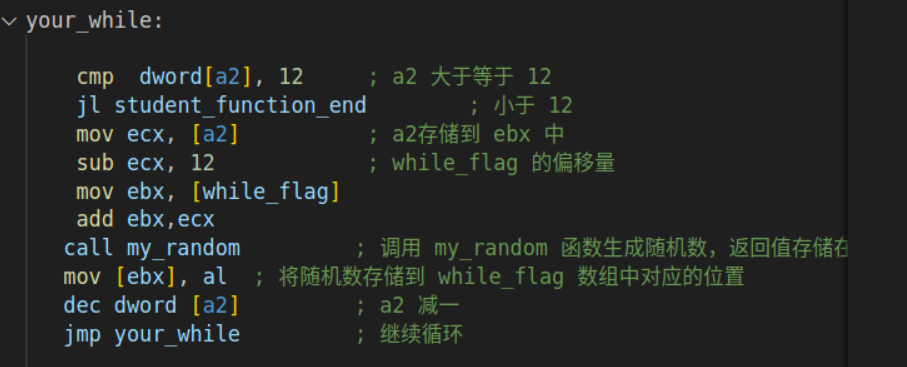 your_while:
cmp  dword[a2], 12     ; a2 大于等于 12
jl student_function_end        ; 小于 12
mov ecx, [a2]          ; a2存储到 ebx 中
sub ecx, 12            ; while_flag 的偏移量
mov ebx, [while_flag]
add ebx,ecx
call my_random         ; 调用 my_random 函数生成随机数，返回值存储在
mov [ebx], al  ; 将随机数存储到 while_flag 数组中对应的位置
dec dword [a2]         ; a2 减一
jmp your_while         ; 继续循环